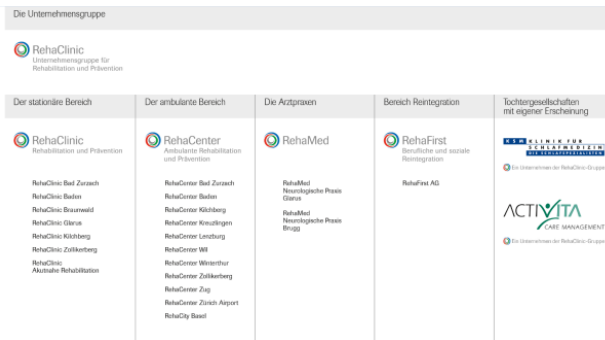 Die Unternehmensgruppe
RehaClinic
Unternehmensgruppe für
Rehabilitation und Prävention
Der stationäre Bereich
RehaClinic
Rehabilitation und Prävention
RehaClinic Bad Zurzach
RehaClinic Baden
RehaClinic Braunwald
RehaClinic Glarus
RehaClinic Kilchberg
RehaClinic Zollikerberg
RehaClinic
Akutnahe Rehabilitation
Der ambulante Bereich
RehaCenter
Ambulante Rehabilitation
und Prävention
RehaCenter Bad Zurzach
RehaCenter Baden
RehaCenter Kilchberg
RehaCenter Kreuzlingen
RehaCenter Lenzburg
RehaCenter Wil
RehaCenter Winterthur
RehaCenter Zollikerberg
RehaCenter Zug
RehaCenter Zürich Airport
RehaCity Basel
Die Arztpraxen
RehaMed
RehaMed
Neurologische Praxis
Glarus
RehaMed
Neurologische Praxis
Brugg
Bereich Reintegration
RehaFirst
Berufliche und soziale
Reintegration
RehaFirst AG
Tochtergesellschaften
mit eigener Erscheinung
KSM KLINIK FÜR
SCHLAFMEDIZIN
DIE SCHLAFSPEZIALISTEN
Ein Unternehmen der RehaClinic-Gruppe
ACTIVITA
CARE MANAGEMENT
Ein Unternehmen der RehaClinic-Gruppe